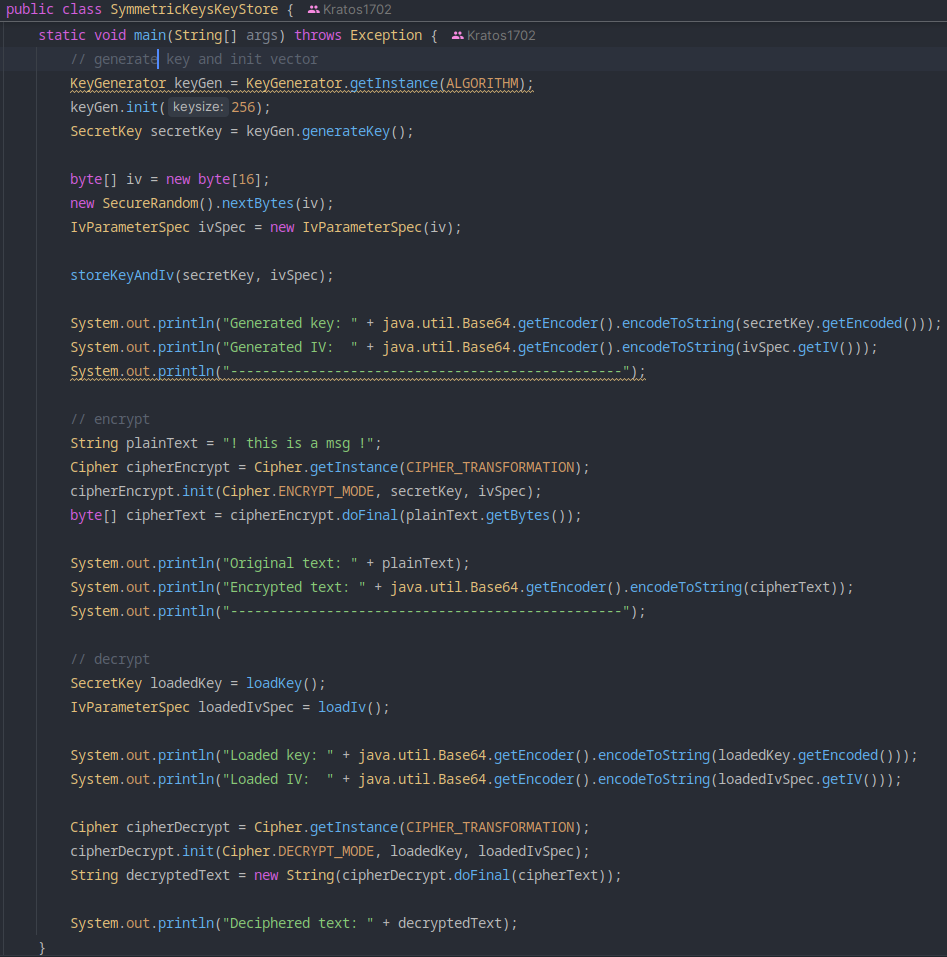 public class SymmetricKeysKeyStore { Kratos1702
static void main(String[] args) throws Exception { Kratos1702
// generate key and init vector
KeyGenerator keyGen = KeyGenerator.getInstance(ALGORITHM);
keyGen.init( keysize: 256);
SecretKey secretKey = keyGen.generateKey();
byte[] iv = new byte[16];
new SecureRandom().nextBytes(iv);
IvParameterSpec ivSpec = new IvParameterSpec(iv);
storeKeyAndIv(secretKey, ivSpec);
System.out.println("Generated key: " + java.util.Base64.getEncoder().encodeToString(secretKey.getEncoded()));
System.out.println("Generated IV:  " + java.util.Base64.getEncoder().encodeToString(ivSpec.getIV()));
System.out.println("-------------------------------------------------");
// encrypt
String plainText = "! this is a msg !";
Cipher cipherEncrypt = Cipher.getInstance(CIPHER_TRANSFORMATION);
cipherEncrypt.init(Cipher.ENCRYPT_MODE, secretKey, ivSpec);
byte[] cipherText = cipherEncrypt.doFinal(plainText.getBytes());
System.out.println("Original text: " + plainText);
System.out.println("Encrypted text: " + java.util.Base64.getEncoder().encodeToString(cipherText));
System.out.println("-------------------------------------------------");
// decrypt
SecretKey loadedKey = loadKey();
IvParameterSpec loadedIvSpec = loadIv();
System.out.println("Loaded key: " + java.util.Base64.getEncoder().encodeToString(loadedKey.getEncoded()));
System.out.println("Loaded IV:  " + java.util.Base64.getEncoder().encodeToString(loadedIvSpec.getIV()));
Cipher cipherDecrypt = Cipher.getInstance(CIPHER_TRANSFORMATION);
cipherDecrypt.init(Cipher.DECRYPT_MODE, loadedKey, loadedIvSpec);
String decryptedText = new String(cipherDecrypt.doFinal(cipherText));
System.out.println("Deciphered text: " + decryptedText);
}